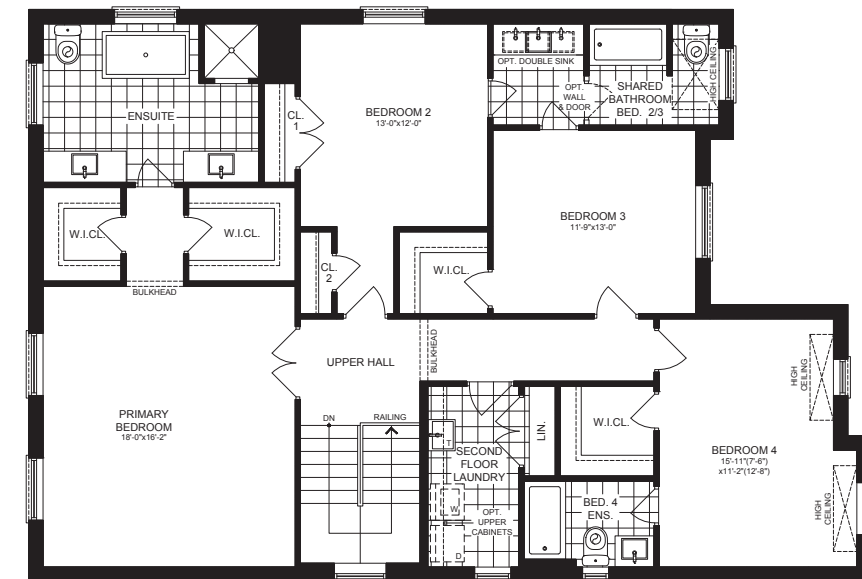 OPT. DOUBLE SINK
OPT.
WALL
& DOOR
SHARED
BATHROOM
BED. 2/3
HIGH CEILING
ENSUITE
CL.
1
BEDROOM 2
13'-0"x12'-0"
BEDROOM 3
11'-9"x13'-0"
W.I.CL.
W.I.CL.
CL.
2
W.I.CL.
BULKHEAD
UPPER HALL
BULKHEAD
HIGH
CEILING
PRIMARY
BEDROOM
18'-0"x16'-2"
DN
RAILING
T
SECOND
FLOOR
LAUNDRY
LIN.
W.I.CL.
BEDROOM 4
15'-11"(7'-6")
x11'-2"(12'-8")
W
OPT.
UPPER
CABINETS
D
BED. 4
ENS.
HIGH
CEILING